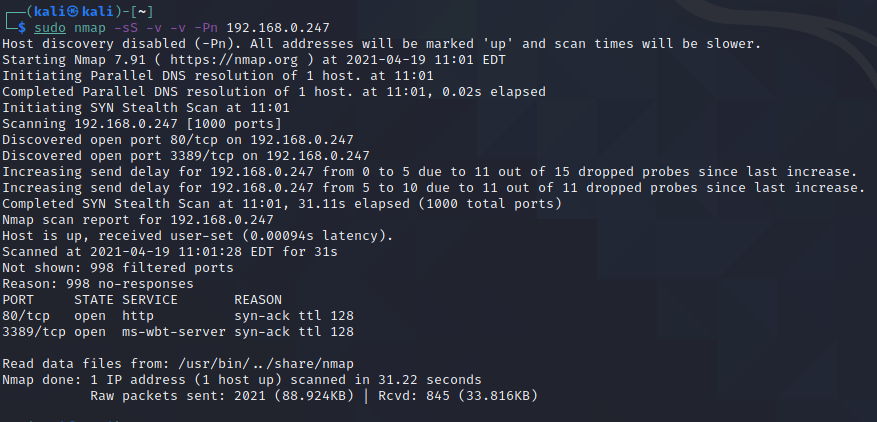 ┌──(kali㉿kali)-[~]
└─$ sudo nmap -sS -v -v -Pn 192.168.0.247
Host discovery disabled (-Pn). All addresses will be marked 'up' and scan times will be slower.
Starting Nmap 7.91 ( https://nmap.org ) at 2021-04-19 11:01 EDT
Initiating Parallel DNS resolution of 1 host. at 11:01
Completed Parallel DNS resolution of 1 host. at 11:01, 0.02s elapsed
Initiating SYN Stealth Scan at 11:01
Scanning 192.168.0.247 [1000 ports]
Discovered open port 80/tcp on 192.168.0.247
Discovered open port 3389/tcp on 192.168.0.247
Increasing send delay for 192.168.0.247 from 0 to 5 due to 11 out of 15 dropped probes since last increase.
Increasing send delay for 192.168.0.247 from 5 to 10 due to 11 out of 11 dropped probes since last increase.
Completed SYN Stealth Scan at 11:01, 31.11s elapsed (1000 total ports)
Nmap scan report for 192.168.0.247
Host is up, received user-set (0.00094s latency).
Scanned at 2021-04-19 11:01:28 EDT for 31s
Not shown: 998 filtered ports
Reason: 998 no-responses
PORT     STATE SERVICE       REASON
80/tcp   open  http          syn-ack ttl 128
3389/tcp open  ms-wbt-server syn-ack ttl 128

Read data files from: /usr/bin/../share/nmap
Nmap done: 1 IP address (1 host up) scanned in 31.22 seconds
           Raw packets sent: 2021 (88.924KB) | Rcvd: 845 (33.816KB)